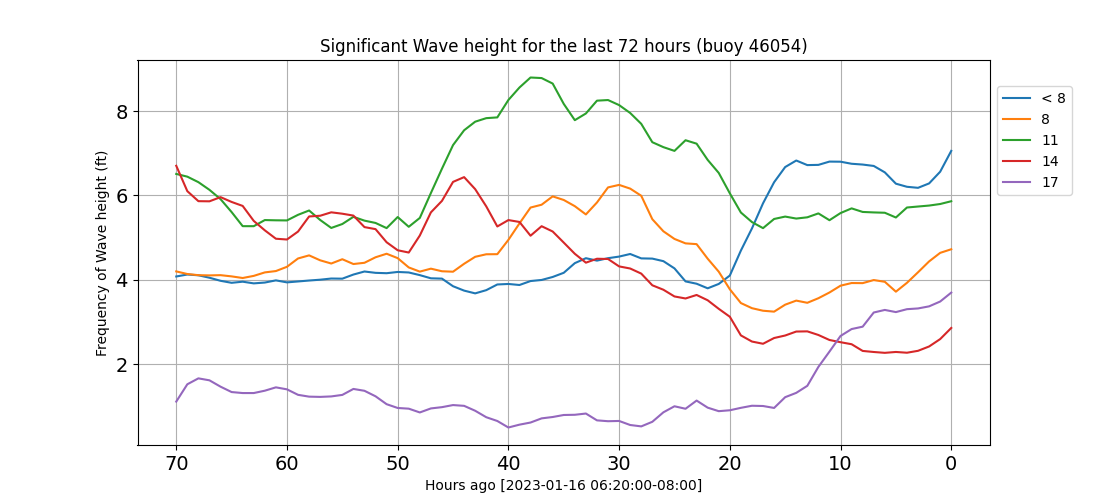 Significant Wave height for the last 72 hours (buoy 46054)
Frequency of Wave height (ft)
8
6
4
2
70 60 50 40 30 20 10 0
Hours ago [2023-01-16 06:20:00-08:00]
< 8
8
11
14
17